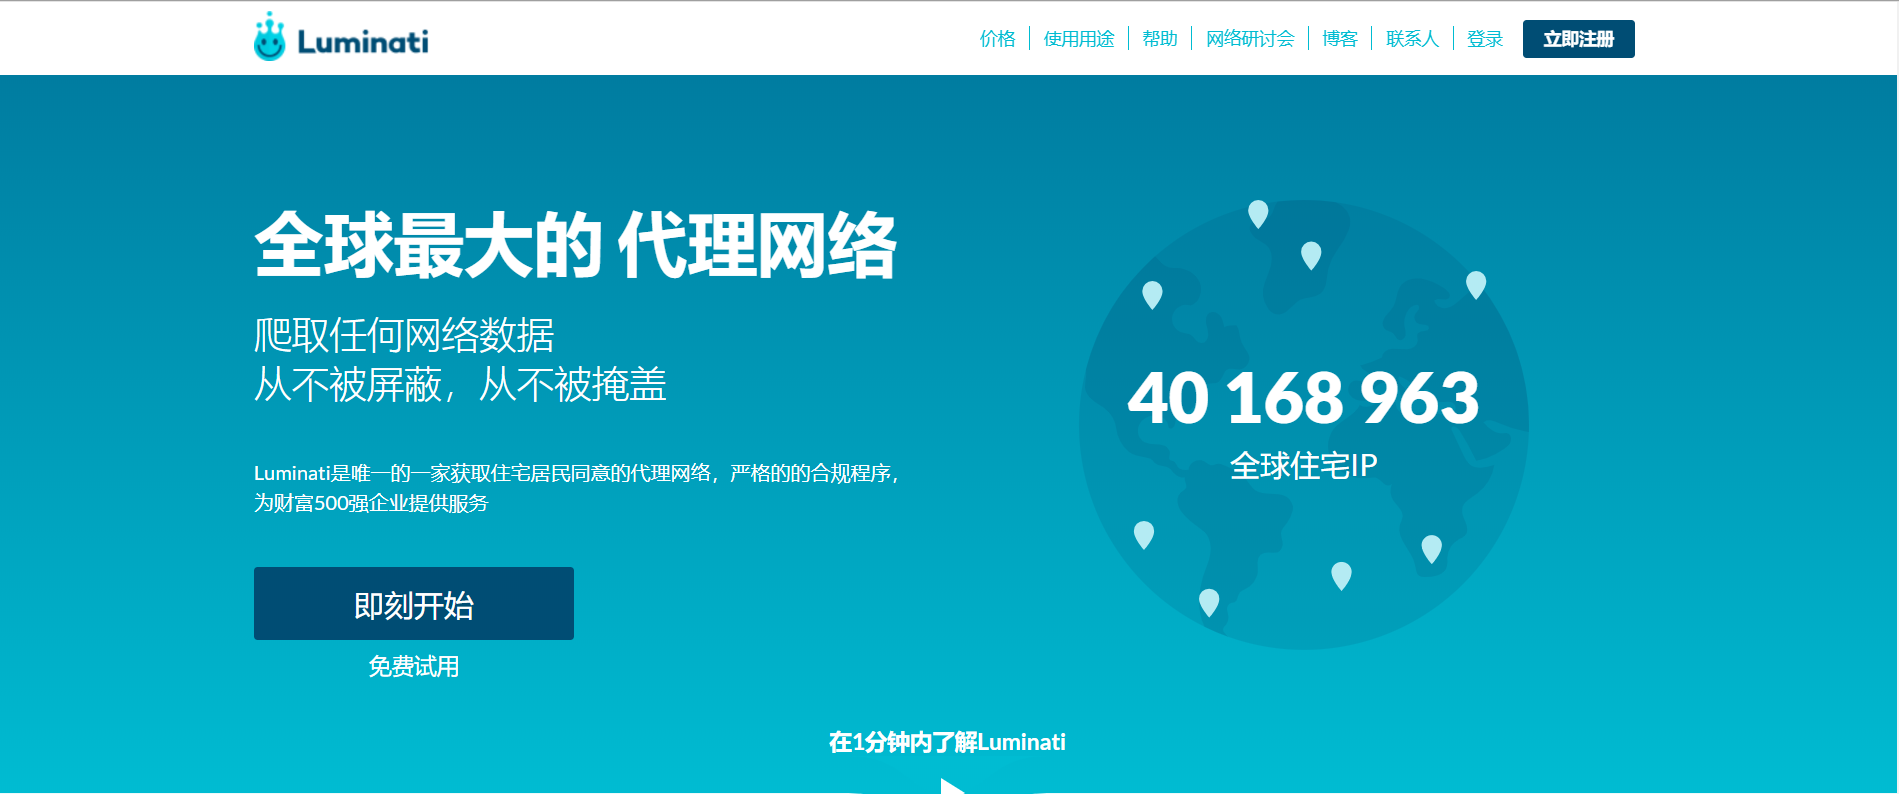 Luminati
价格
使用用途
帮助
网络研讨会
博客
联系人
登录
立即注册
全球最大的 代理网络
爬取任何网络数据
从不被屏蔽，从不被掩盖
Luminati是唯一的一家获取住宅居民同意的代理网络，严格的的合规程序，
为财富500强企业提供服务
即刻开始
免费试用
40 168 963
全球住宅IP
在1分钟内了解Luminati